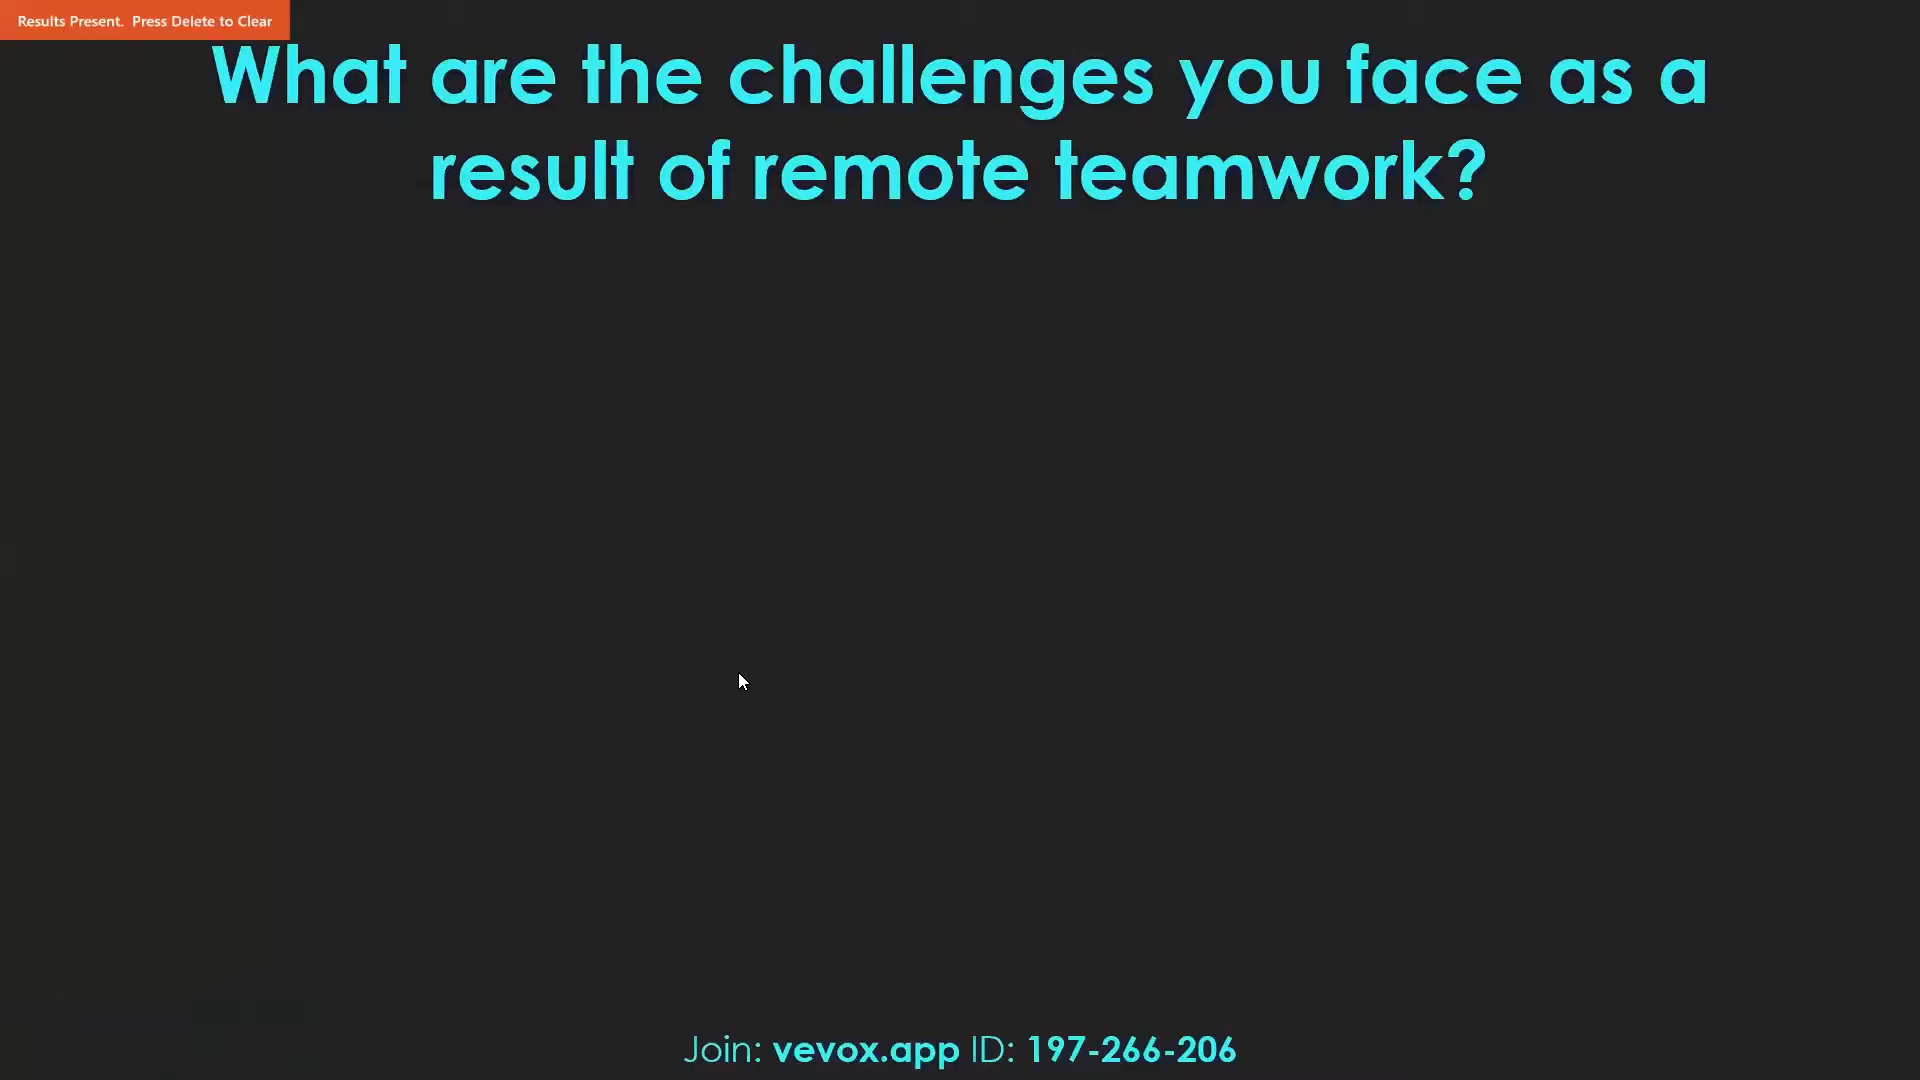 Results Present. Press Delete to Clear
What are the challenges you face as a
result of remote teamwork?
Join: vevox.app ID: 197-266-206